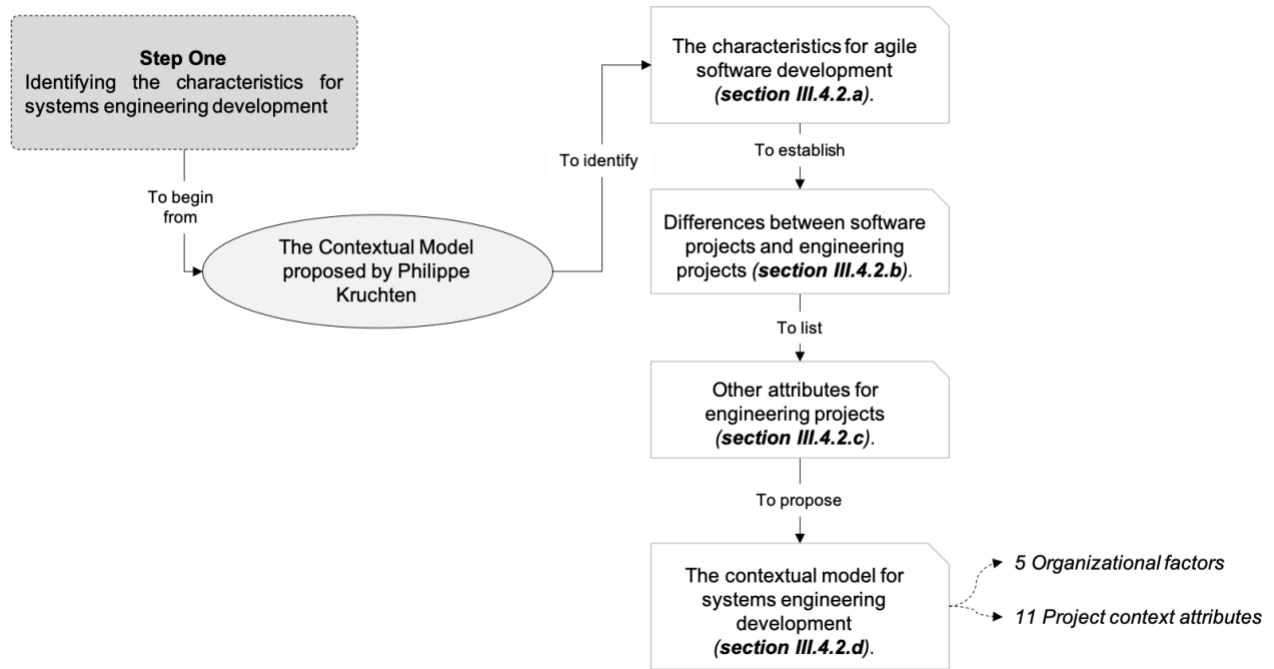 Step One
Identifying the characteristics for
systems engineering development
To begin
from
The Contextual Model
proposed by Philippe
Kruchten
To identify
The characteristics for agile
software development
(section III.4.2.a).
To establish
Differences between software
projects and engineering
projects (section III.4.2.b).
To list
Other attributes for
engineering projects
(section III.4.2.c).
To propose
The contextual model for
systems engineering
development
(section III.4.2.d).
5 Organizational factors
11 Project context attributes